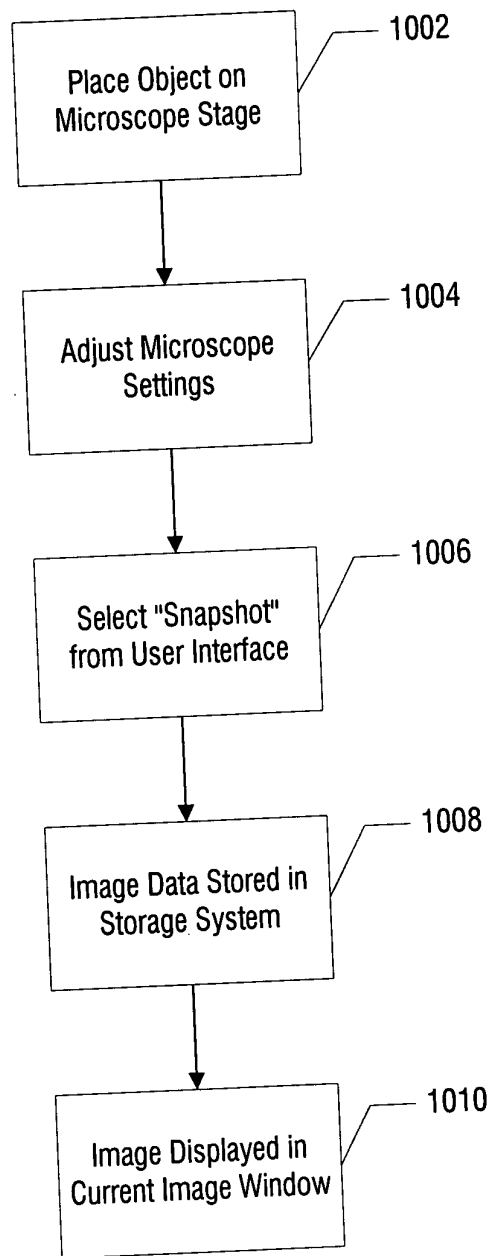 1002
Place Object on
Microscope Stage
1004
Adjust Microscope
Settings
1006
Select "Snapshot"
from User Interface
1008
Image Data Stored in
Storage System
1010
Image Displayed in
Current Image Window